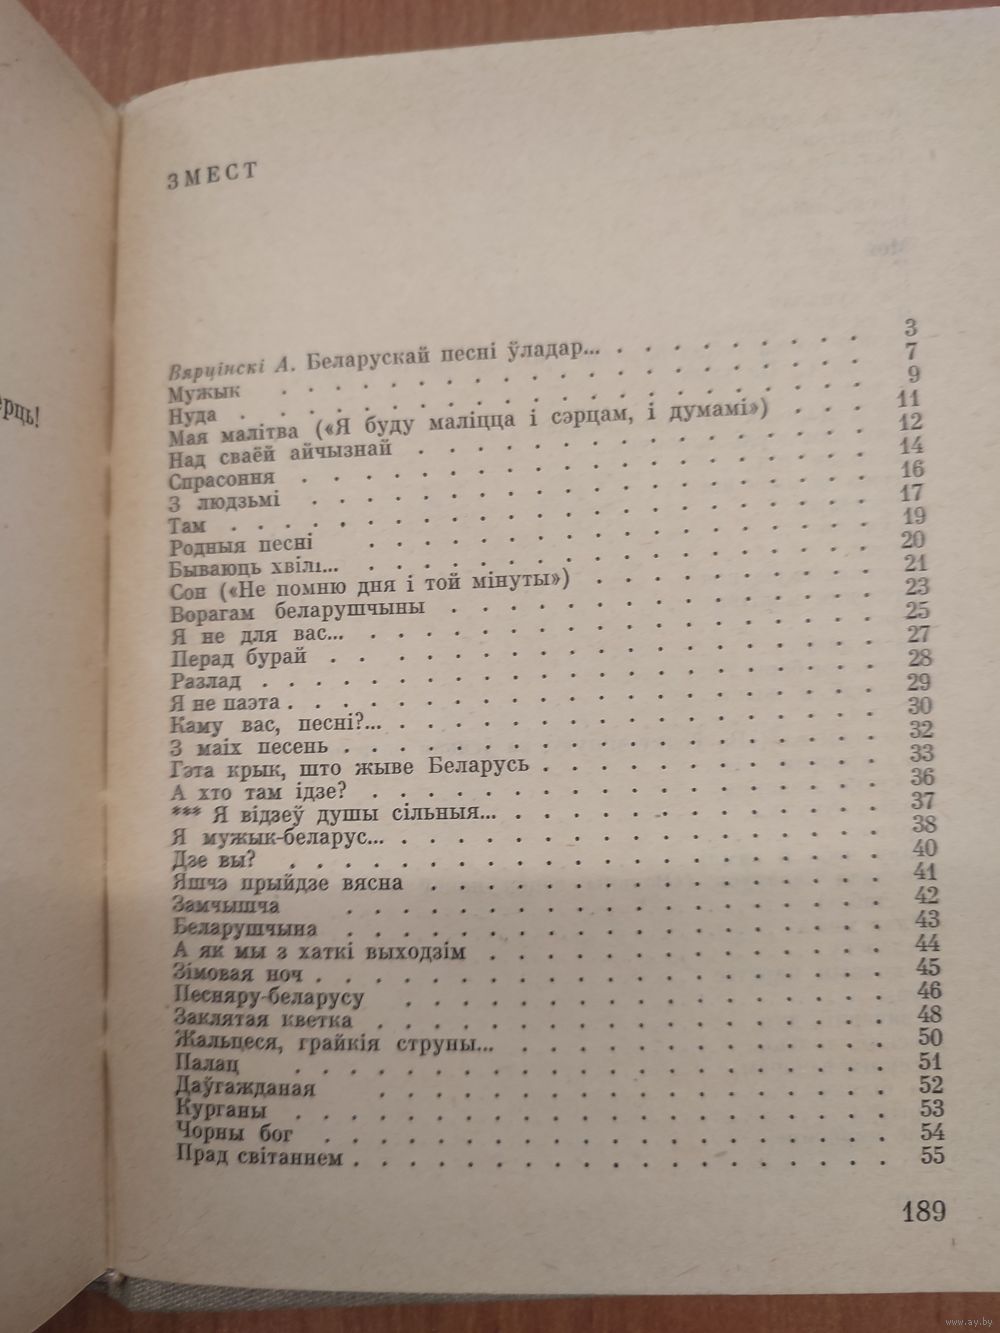 ЗМЕСТ
Вярцінскі А. Беларускай песні ўладар... 3
Мужык 7
Нуда 9
Мая малітва («Я буду маліцца і сэрцам, і думамі») 11
Над сваёй айчызнай 12
Спрасоння 14
З людзьмі 16
Там 17
Родныя песні 19
Бываюць хвілі... 20
Сон («Не помню дня і той мінуты») 21
Ворагам беларушчыны 23
Я не для вас... 25
Перад бурай 27
Разлад 28
Я не паэта 29
Каму вас, песні?... 30
З маіх песень 32
Гэта крык, што жыве Беларусь 33
А хто там ідзе? 36
*** Я відзеў душы сільныя... 37
Я мужык-беларус... 38
Дзе вы? 40
Яшчэ прыйдзе вясна 41
Замчышча 42
Беларушчына 43
А як мы з хаткі выходзім 44
Зімовая ноч 45
Песняру-беларусу 46
Заклятая кветка 48
Жальцеся, грайкія струны... 50
Палац 51
Даўгажданая 52
Курганы 53
Чорны бог 54
Прад світаннем 55
189
www.ay.by